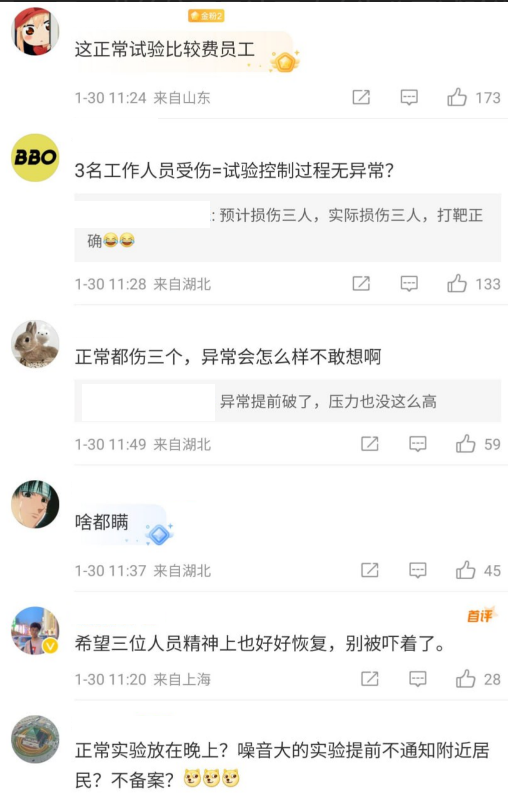 金粉2
这正常试验比较费员工
1-30 11:24 来自山东
173
BBO
3名工作人员受伤=试验控制过程无异常？
: 预计损伤三人，实际损伤三人，打靶正
确😂😂
1-30 11:28 来自湖北
133
正常都伤三个，异常会怎么样不敢想啊
异常提前破了，压力也没这么高
1-30 11:49 来自湖北
59
啥都瞒
1-30 11:37 来自湖北
45
首评
希望三位人员精神上也好好恢复，别被吓着了。
1-30 11:20 来自上海
28
正常实验放在晚上？噪音大的实验提前不通知附近居
民？不备案？